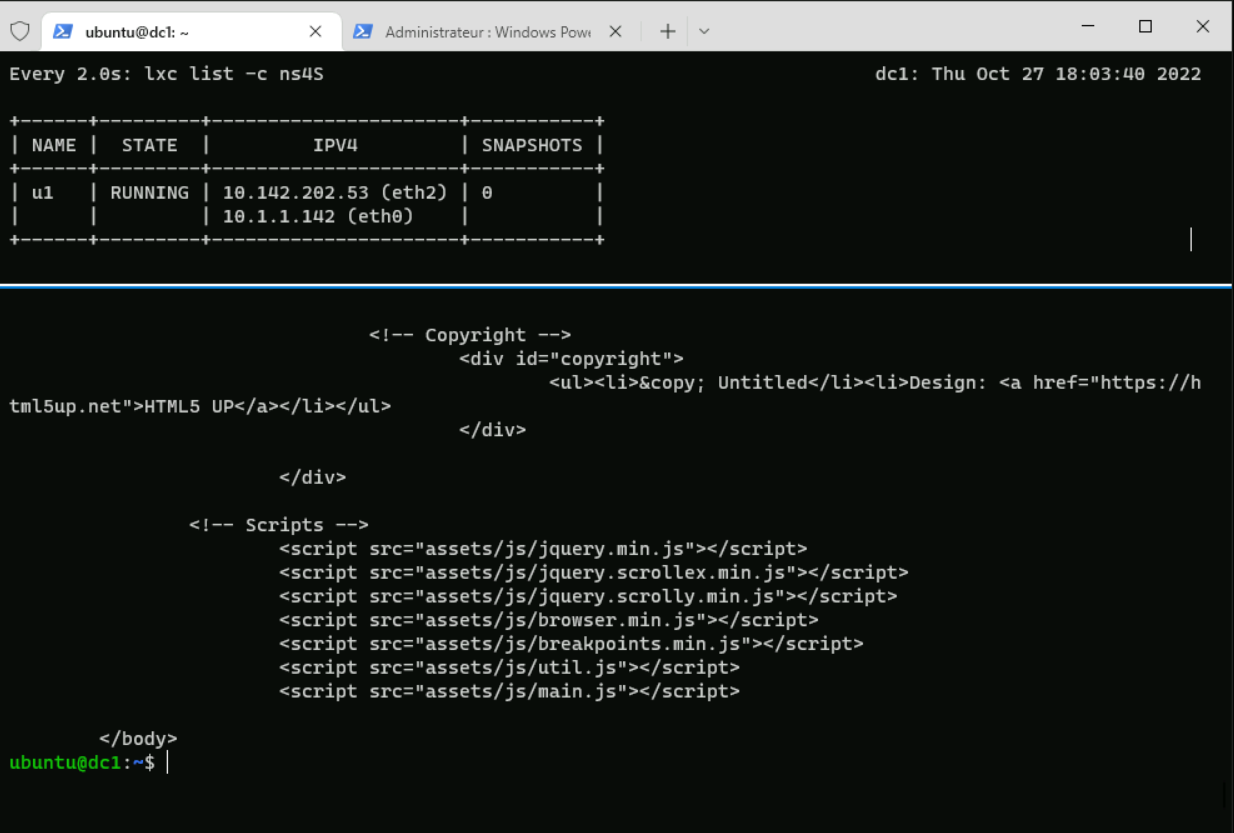 ubuntu@dc1: ~
Administrateur : Windows Powe
Every 2.0s: lxc list -c ns4S dc1: Thu Oct 27 18:03:40 2022
+------+---------+----------------------+-----------+
| NAME | STATE | IPV4 | SNAPSHOTS |
+------+---------+----------------------+-----------+
| u1 | RUNNING | 10.142.202.53 (eth2) | 0 |
| | | 10.1.1.142 (eth0) | |
+------+---------+----------------------+-----------+
<!-- Copyright -->
<div id="copyright">
<ul><li>&copy; Untitled</li><li>Design: <a href="https://h
tml5up.net">HTML5 UP</a></li></ul>
</div>
</div>
<!-- Scripts -->
<script src="assets/js/jquery.min.js"></script>
<script src="assets/js/jquery.scrollex.min.js"></script>
<script src="assets/js/jquery.scrolly.min.js"></script>
<script src="assets/js/browser.min.js"></script>
<script src="assets/js/breakpoints.min.js"></script>
<script src="assets/js/util.js"></script>
<script src="assets/js/main.js"></script>
</body>
ubuntu@dc1:~$